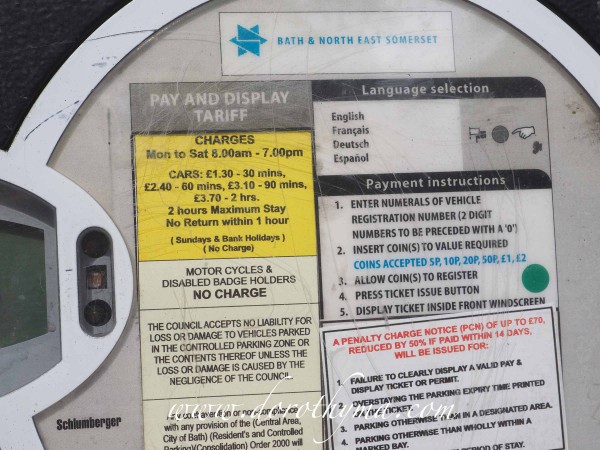 BATH & NORTH EAST SOMERSET
PAY AND DISPLAY
TARIFF
CHARGES
Mon to Sat 8.00am - 7.00pm
CARS: £1.30 - 30 mins,
£2.40 - 60 mins, £3.10 - 90 mins,
£3.70 - 2 hrs.
2 hours Maximum Stay
No Return within 1 hour
( Sundays & Bank Holidays )
( No Charge )
MOTOR CYCLES &
DISABLED BADGE HOLDERS
NO CHARGE
THE COUNCIL ACCEPTS NO LIABILITY FOR
LOSS OR DAMAGE TO VEHICLES PARKED
IN THE CONTROLLED PARKING ZONE OR
THE CONTENTS THEREOF UNLESS THE
LOSS OR DAMAGE IS CAUSED BY THE
NEGLIGENCE OF THE COUNCIL
or non compliance
with any provision of the (Central Area,
City of Bath) (Resident's and Controlled
Parking)(Consolidation) Order 2000 will
Language selection
English
Français
Deutsch
Español
Payment instructions
1. ENTER NUMERALS OF VEHICLE
REGISTRATION NUMBER (2 DIGIT
NUMBERS TO BE PRECEDED WITH A '0')
2. INSERT COIN(S) TO VALUE REQUIRED
COINS ACCEPTED 5P, 10P, 20P, 50P, £1, £2
3. ALLOW COIN(S) TO REGISTER
4. PRESS TICKET ISSUE BUTTON
5. DISPLAY TICKET INSIDE FRONT WINDSCREEN
A PENALTY CHARGE NOTICE (PCN) OF UP TO £70,
REDUCED BY 50% IF PAID WITHIN 14 DAYS,
WILL BE ISSUED FOR:
1. FAILURE TO CLEARLY DISPLAY A VALID PAY &
DISPLAY TICKET OR PERMIT.
2. OVERSTAYING THE PARKING EXPIRY TIME PRINTED
TICKET.
3. PARKING OTHERWISE THAN IN A DESIGNATED AREA.
4. PARKING OTHERWISE THAN WHOLLY WITHIN A
MARKED BAY.
PERIOD OF STAY.
Schlumberger